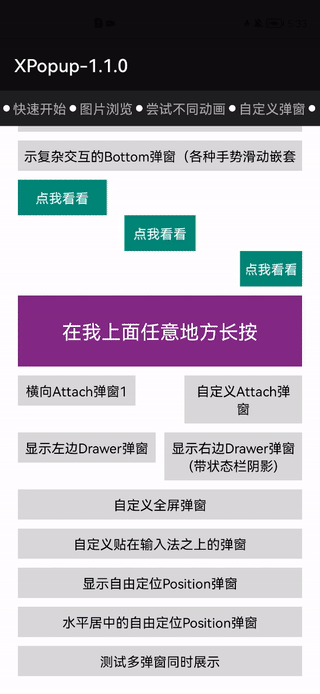 XPopup-1.1.0
快速开始 图片浏览 尝试不同动画 自定义弹窗
示复杂交互的Bottom弹窗（各种手势滑动嵌套
点我看看
点我看看
点我看看
在我上面任意地方长按
横向Attach弹窗1
自定义Attach弹
窗
显示左边Drawer弹窗
显示右边Drawer弹窗
(带状态栏阴影)
自定义全屏弹窗
自定义贴在输入法之上的弹窗
显示自由定位Position弹窗
水平居中的自由定位Position弹窗
测试多弹窗同时展示